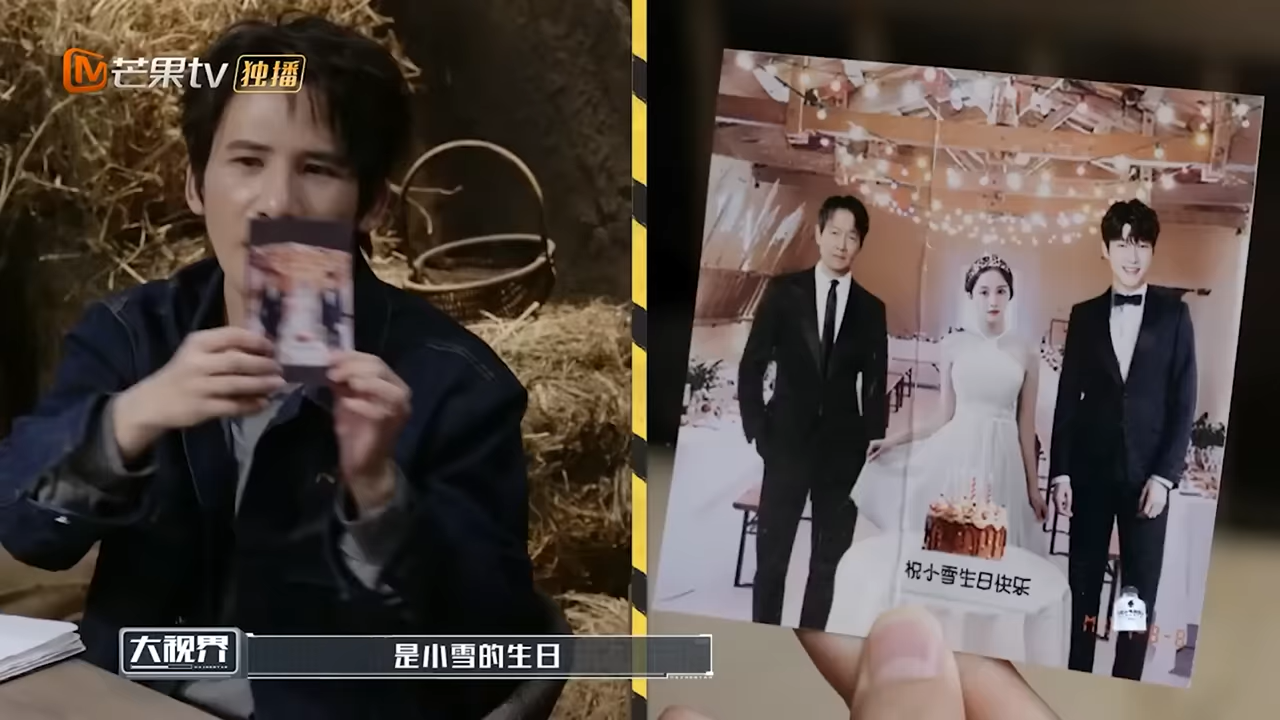 芒果tv 独播
祝小雪生日快乐
大视界
是小雪的生日